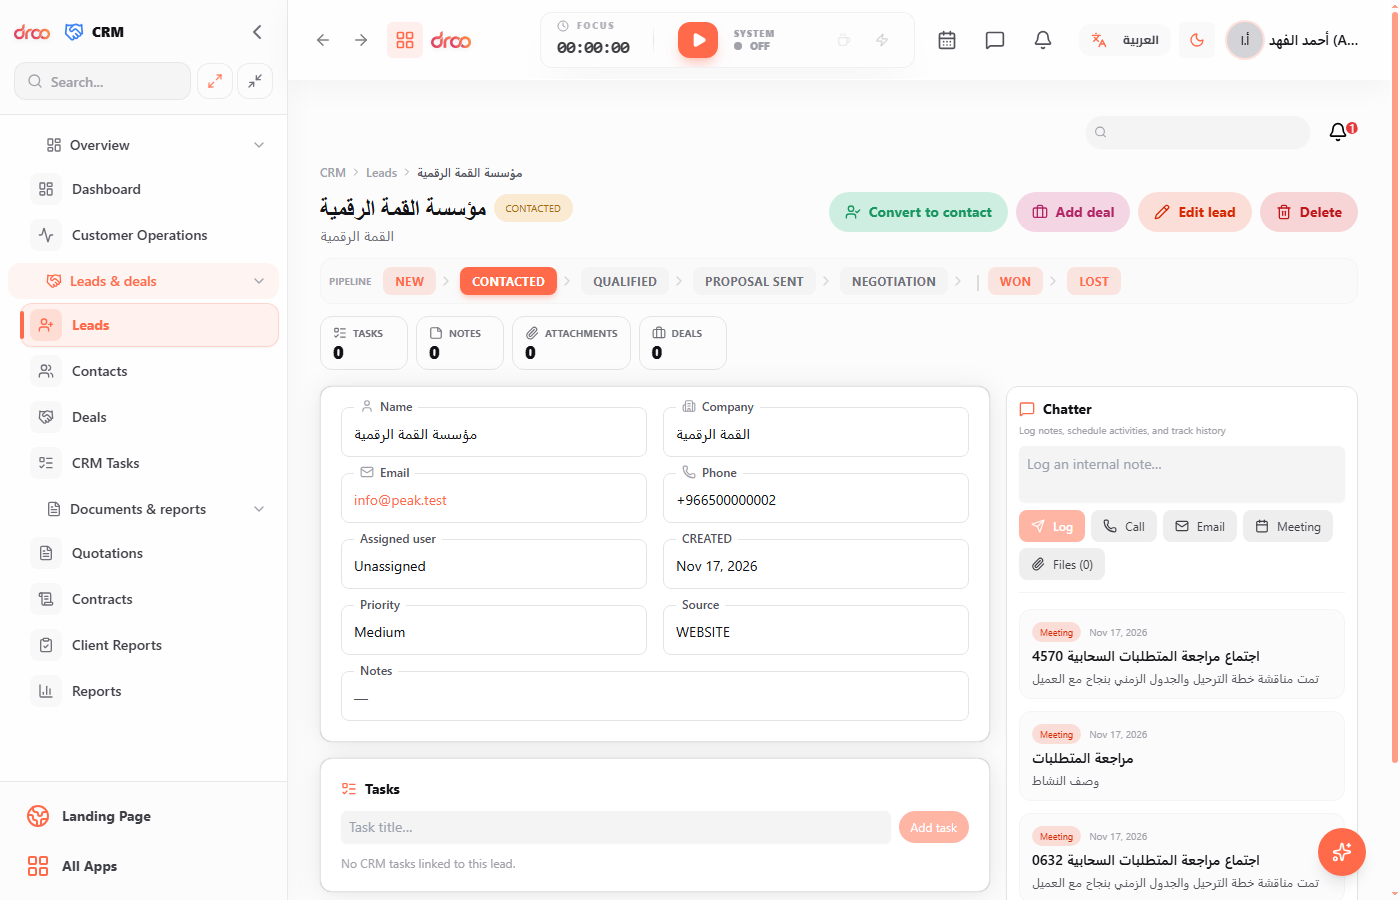 droo
CRM
Search...
Overview
Dashboard
Customer Operations
Leads & deals
Leads
Contacts
Deals
CRM Tasks
Documents & reports
Quotations
Contracts
Client Reports
Reports
Landing Page
All Apps
droo
FOCUS
00:00:00
SYSTEM
OFF
العربية
أ.ا
أحمد الفهد (A...
1
CRM > Leads > مؤسسة القمة الرقمية
مؤسسة القمة الرقمية
CONTACTED
القمة الرقمية
Convert to contact
Add deal
Edit lead
Delete
PIPELINE
NEW
CONTACTED
QUALIFIED
PROPOSAL SENT
NEGOTIATION
WON
LOST
TASKS
0
NOTES
0
ATTACHMENTS
0
DEALS
0
Name
مؤسسة القمة الرقمية
Company
القمة الرقمية
Email
info@peak.test
Phone
+966500000002
Assigned user
Unassigned
CREATED
Nov 17, 2026
Priority
Medium
Source
WEBSITE
Notes
—
Tasks
Task title...
Add task
No CRM tasks linked to this lead.
Chatter
Log notes, schedule activities, and track history
Log an internal note...
Log
Call
Email
Meeting
Files (0)
Meeting
Nov 17, 2026
اجتماع مراجعة المتطلبات السحابية 4570
تمت مناقشة خطة الترحيل والجدول الزمني بنجاح مع العميل
Meeting
Nov 17, 2026
مراجعة المتطلبات
وصف النشاط
Meeting
Nov 17, 2026
اجتماع مراجعة المتطلبات السحابية 0632
تمت مناقشة خطة الترحيل والجدول الزمني بنجاح مع العميل